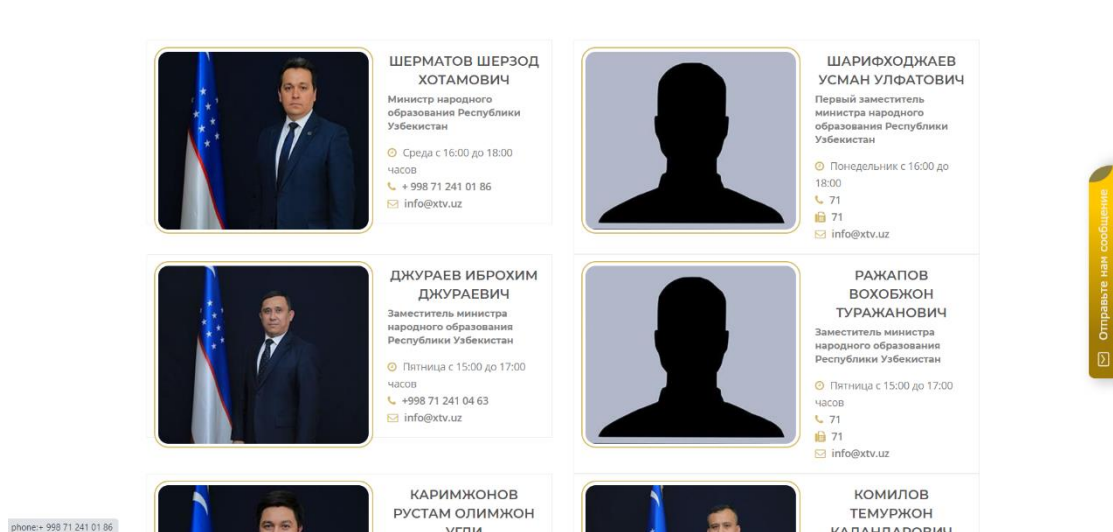 ШЕРМАТОВ ШЕРЗОД
ХОТАМОВИЧ
Министр народного
образования Республики
Узбекистан
Среда с 16:00 до 18:00
часов
+ 998 71 241 01 86
info@xtv.uz
ШАРИФХОДЖАЕВ
УСМАН УЛФАТОВИЧ
Первый заместитель
министра народного
образования Республики
Узбекистан
Понедельник с 16:00 до
18:00
71
71
info@xtv.uz
ДЖУРАЕВ ИБРОХИМ
ДЖУРАЕВИЧ
Заместитель министра
народного образования
Республики Узбекистан
Пятница с 15:00 до 17:00
часов
+998 71 241 04 63
info@xtv.uz
РАЖАПОВ
ВОХОБЖОН
ТУРАЖАНОВИЧ
Заместитель министра
народного образования
Республики Узбекистан
Пятница с 15:00 до 17:00
часов
71
71
info@xtv.uz
КАРИМЖОНОВ
РУСТАМ ОЛИМЖОН
УГЛИ
КОМИЛОВ
ТЕМУРЖОН
КАЛАНДАРОВИЧ
Отправьте нам сообщение
phone:+ 998 71 241 01 86